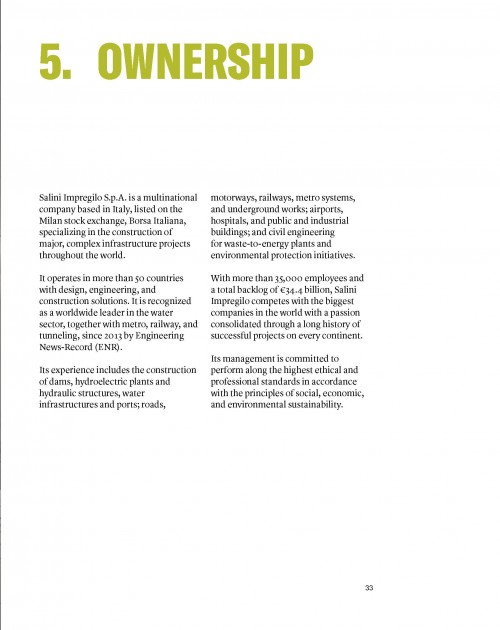 5. OWNERSHIP
Salini Impregilo S.p.A. is a multinational
company based in Italy, listed on the
Milan stock exchange, Borsa Italiana,
specializing in the construction of
major, complex infrastructure projects
throughout the world.
It operates in more than 50 countries
with design, engineering, and
construction solutions. It is recognized
as a worldwide leader in the water
sector, together with metro, railway, and
tunneling, since 2013 by Engineering
News-Record (ENR).
Its experience includes the construction
of dams, hydroelectric plants and
hydraulic structures, water
infrastructures and ports; roads,
motorways, railways, metro systems,
and underground works; airports,
hospitals, and public and industrial
buildings; and civil engineering
for waste-to-energy plants and
environmental protection initiatives.
With more than 35,000 employees and
a total backlog of €34.4 billion, Salini
Impregilo competes with the biggest
companies in the world with a passion
consolidated through a long history of
successful projects on every continent.
Its management is committed to
perform along the highest ethical and
professional standards in accordance
with the principles of social, economic,
and environmental sustainability.
33